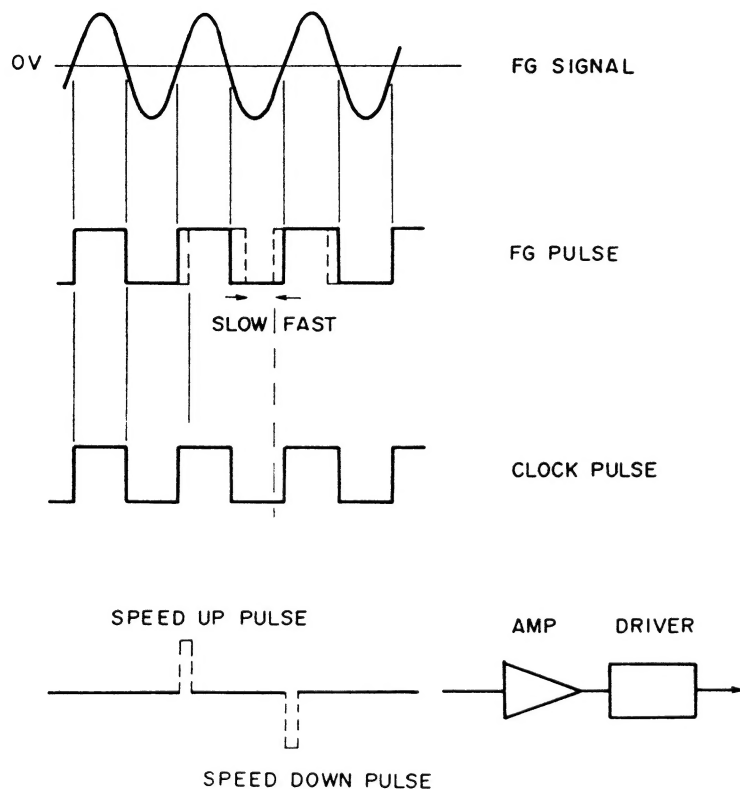 0V
FG SIGNAL
FG PULSE
SLOW FAST
CLOCK PULSE
SPEED UP PULSE
AMP DRIVER
SPEED DOWN PULSE